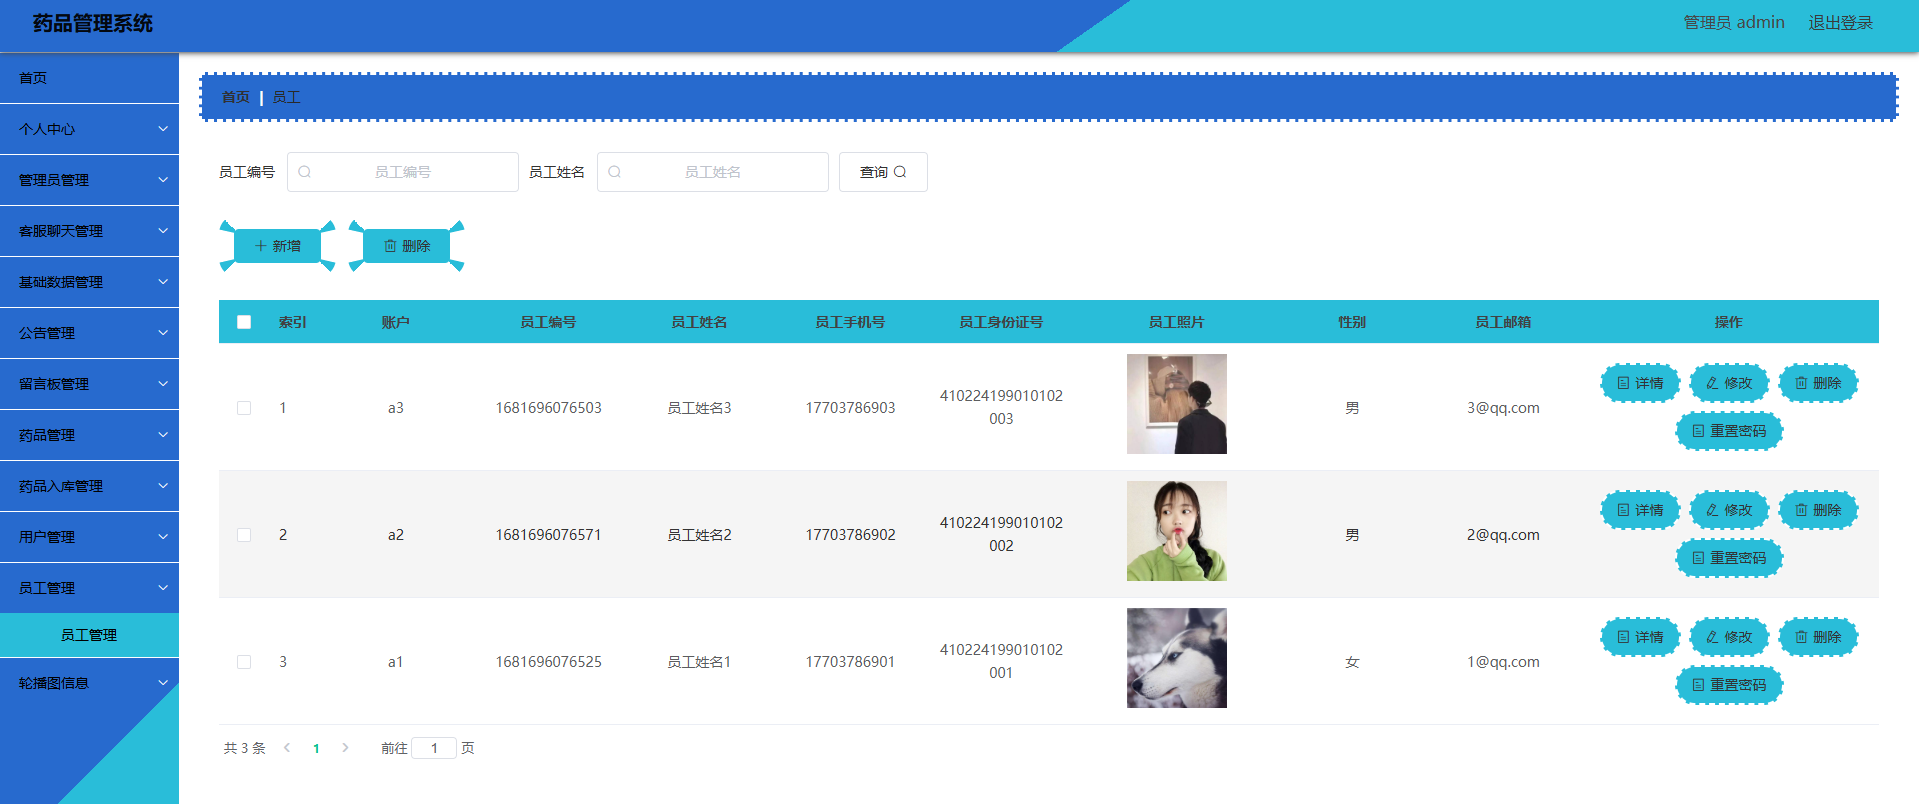 药品管理系统
管理员 admin 退出登录
首页
个人中心
管理员管理
客服聊天管理
基础数据管理
公告管理
留言板管理
药品管理
药品入库管理
用户管理
员工管理
员工管理
轮播图信息
首页 | 员工
员工编号 员工编号 员工姓名 员工姓名 查询
新增 删除
索引 账户 员工编号 员工姓名 员工手机号 员工身份证号 员工照片 性别 员工邮箱 操作
1 a3 1681696076503 员工姓名3 17703786903 410224199010102003 男 3@qq.com 详情 修改 删除
重置密码
2 a2 1681696076571 员工姓名2 17703786902 410224199010102002 男 2@qq.com 详情 修改 删除
重置密码
3 a1 1681696076525 员工姓名1 17703786901 410224199010102001 女 1@qq.com 详情 修改 删除
重置密码
共 3 条 1 前往 1 页